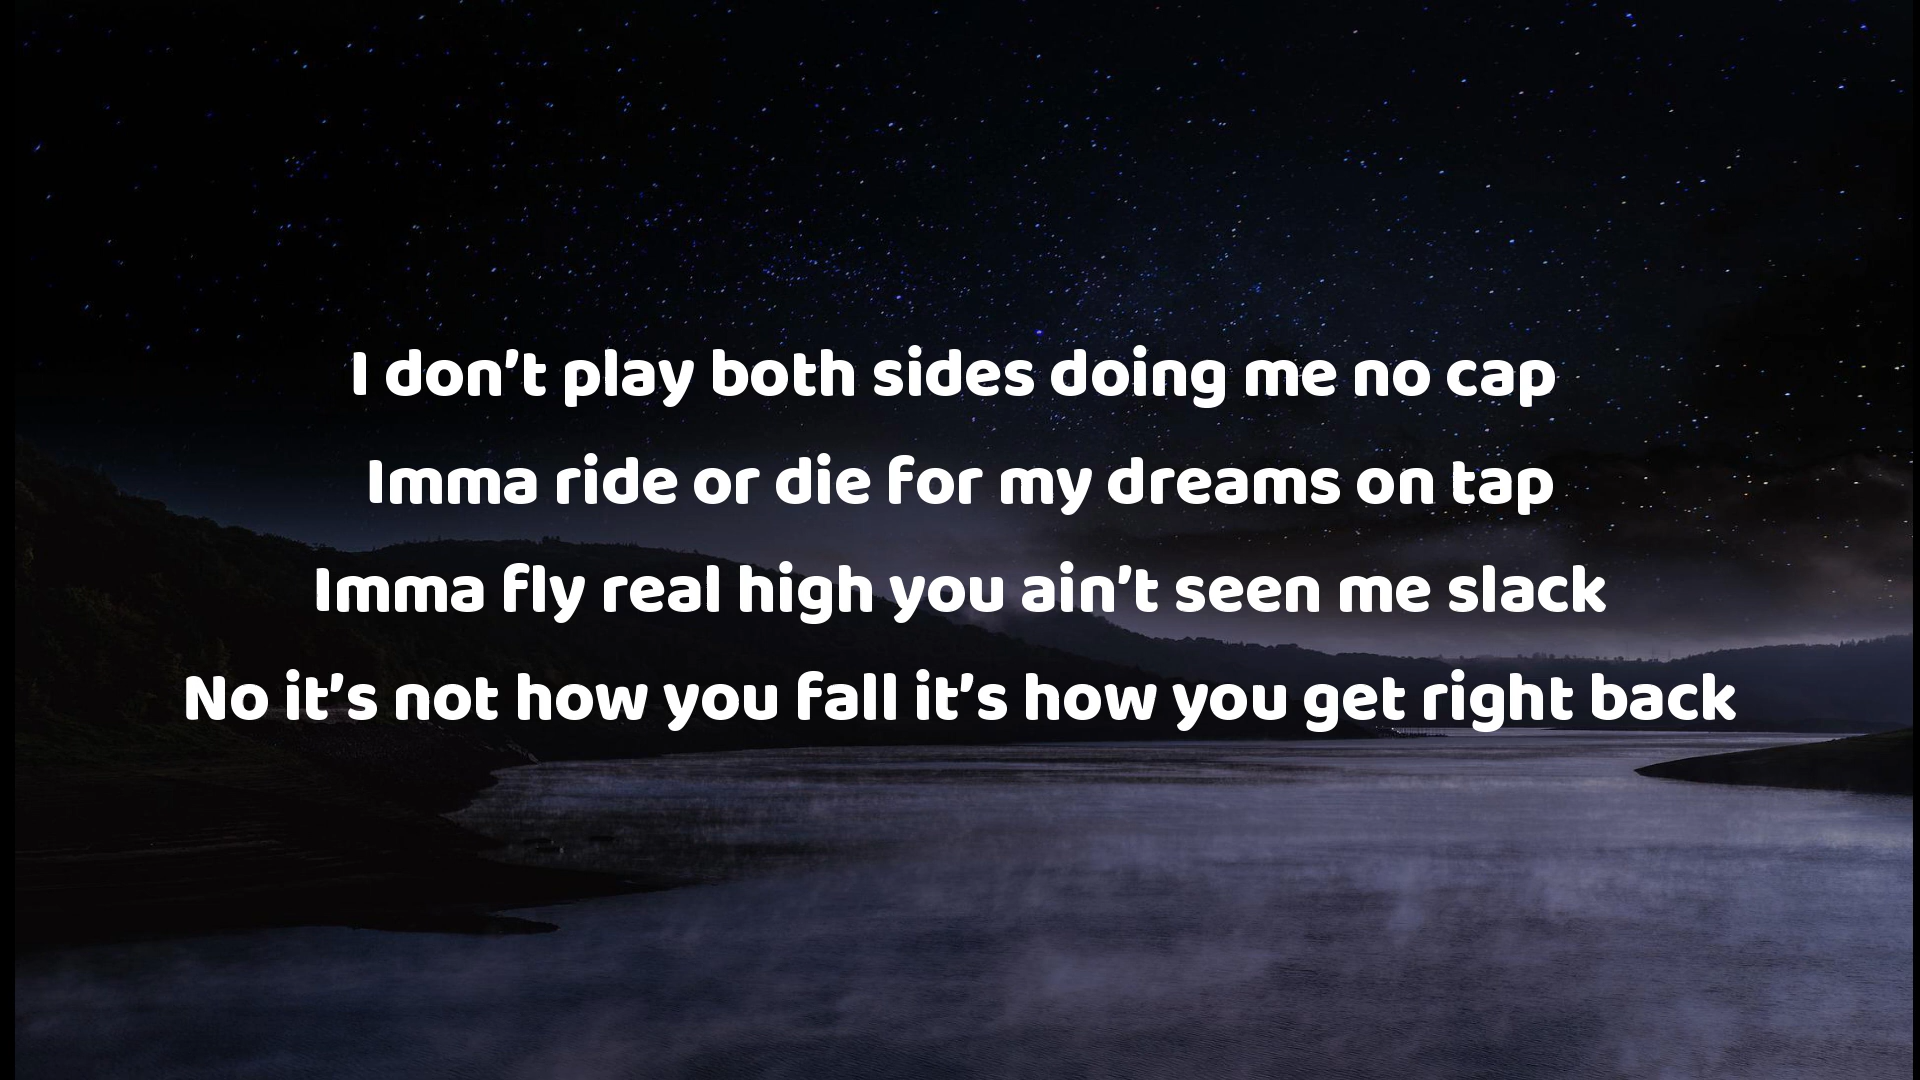 I don’t play both sides doing me no cap
Imma ride or die for my dreams on tap
Imma fly real high you ain’t seen me slack
No it’s not how you fall it’s how you get right back